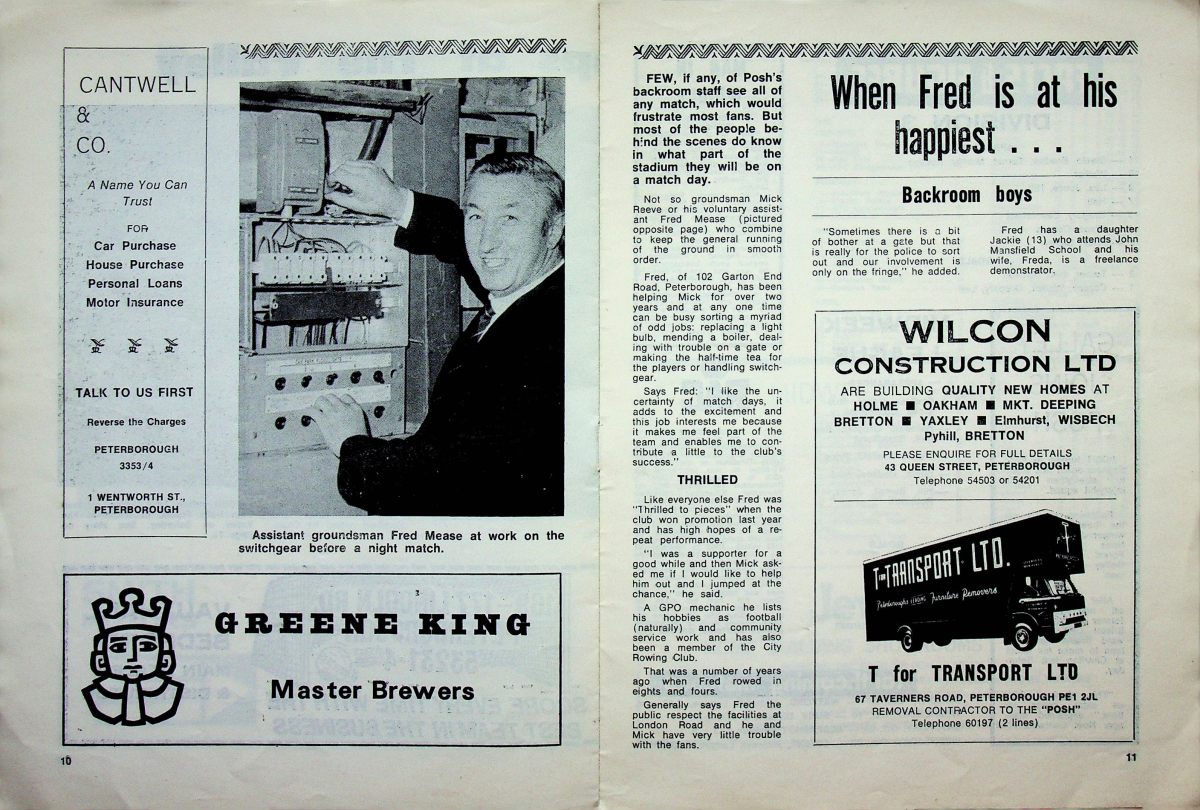 CANTWELL
&
CO.
A Name You Can
Trust
FOR
Car Purchase
House Purchase
Personal Loans
Motor Insurance
TALK TO US FIRST
Reverse the Charges
PETERBOROUGH
3353/4
1 WENTWORTH ST.,
PETERBOROUGH
Assistant groundsman Fred Mease at work on the
switchgear before a night match.
GREENE KING
Master Brewers
10
FEW, if any, of Posh's
backroom staff see all of
any match, which would
frustrate most fans. But
most of the people be-
hind the scenes do know
in what part of the
stadium they will be on
a match day.
Not so groundsman Mick
Reeve or his voluntary assist-
ant Fred Mease (pictured
opposite page) who combine
to keep the general running
of the ground in smooth
order.
Fred, of 102 Garton End
Road, Peterborough, has been
helping Mick for over two
years and at any one time
can be busy sorting a myriad
of odd jobs: replacing a light
bulb, mending a boiler, deal-
ing with trouble on a gate or
making the half-time tea for
the players or handling switch-
gear.
Says Fred: "I like the un-
certainty of match days, it
adds to the excitement and
this job interests me because
it makes me feel part of the
team and enables me to con-
tribute a little to the club's
success."
THRILLED
Like everyone else Fred was
"Thrilled to pieces" when the
club won promotion last year
and has high hopes of a re-
peat performance.
"I was a supporter for a
good while and then Mick ask-
ed me if I would like to help
him out and I jumped at the
chance," he said.
A GPO mechanic he lists
his hobbies as football
(naturally) and community
service work and has also
been a member of the City
Rowing Club.
That was a number of years
ago when Fred rowed in
eights and fours.
Generally says Fred the
public respect the facilities at
London Road and he and
Mick have very little trouble
with the fans.
When Fred is at his
happiest . . .
Backroom boys
"Sometimes there is a bit
of bother at a gate but that
is really for the police to sort
out and our involvement is
only on the fringe," he added.
Fred has a daughter
Jackie (13) who attends John
Mansfield School and his
wife, Freda, is a freelance
demonstrator.
WILCON
CONSTRUCTION LTD
ARE BUILDING QUALITY NEW HOMES AT
HOLME ■ OAKHAM ■ MKT. DEEPING
BRETTON ■ YAXLEY ■ Elmhurst, WISBECH
Pyhill, BRETTON
PLEASE ENQUIRE FOR FULL DETAILS
43 QUEEN STREET, PETERBOROUGH
Telephone 54503 or 54201
T for TRANSPORT LTD.
Peterboroughs LEADING Furniture Removers
T for TRANSPORT LTD
67 TAVERNERS ROAD, PETERBOROUGH PE1 2JL
REMOVAL CONTRACTOR TO THE "POSH"
Telephone 60197 (2 lines)
11